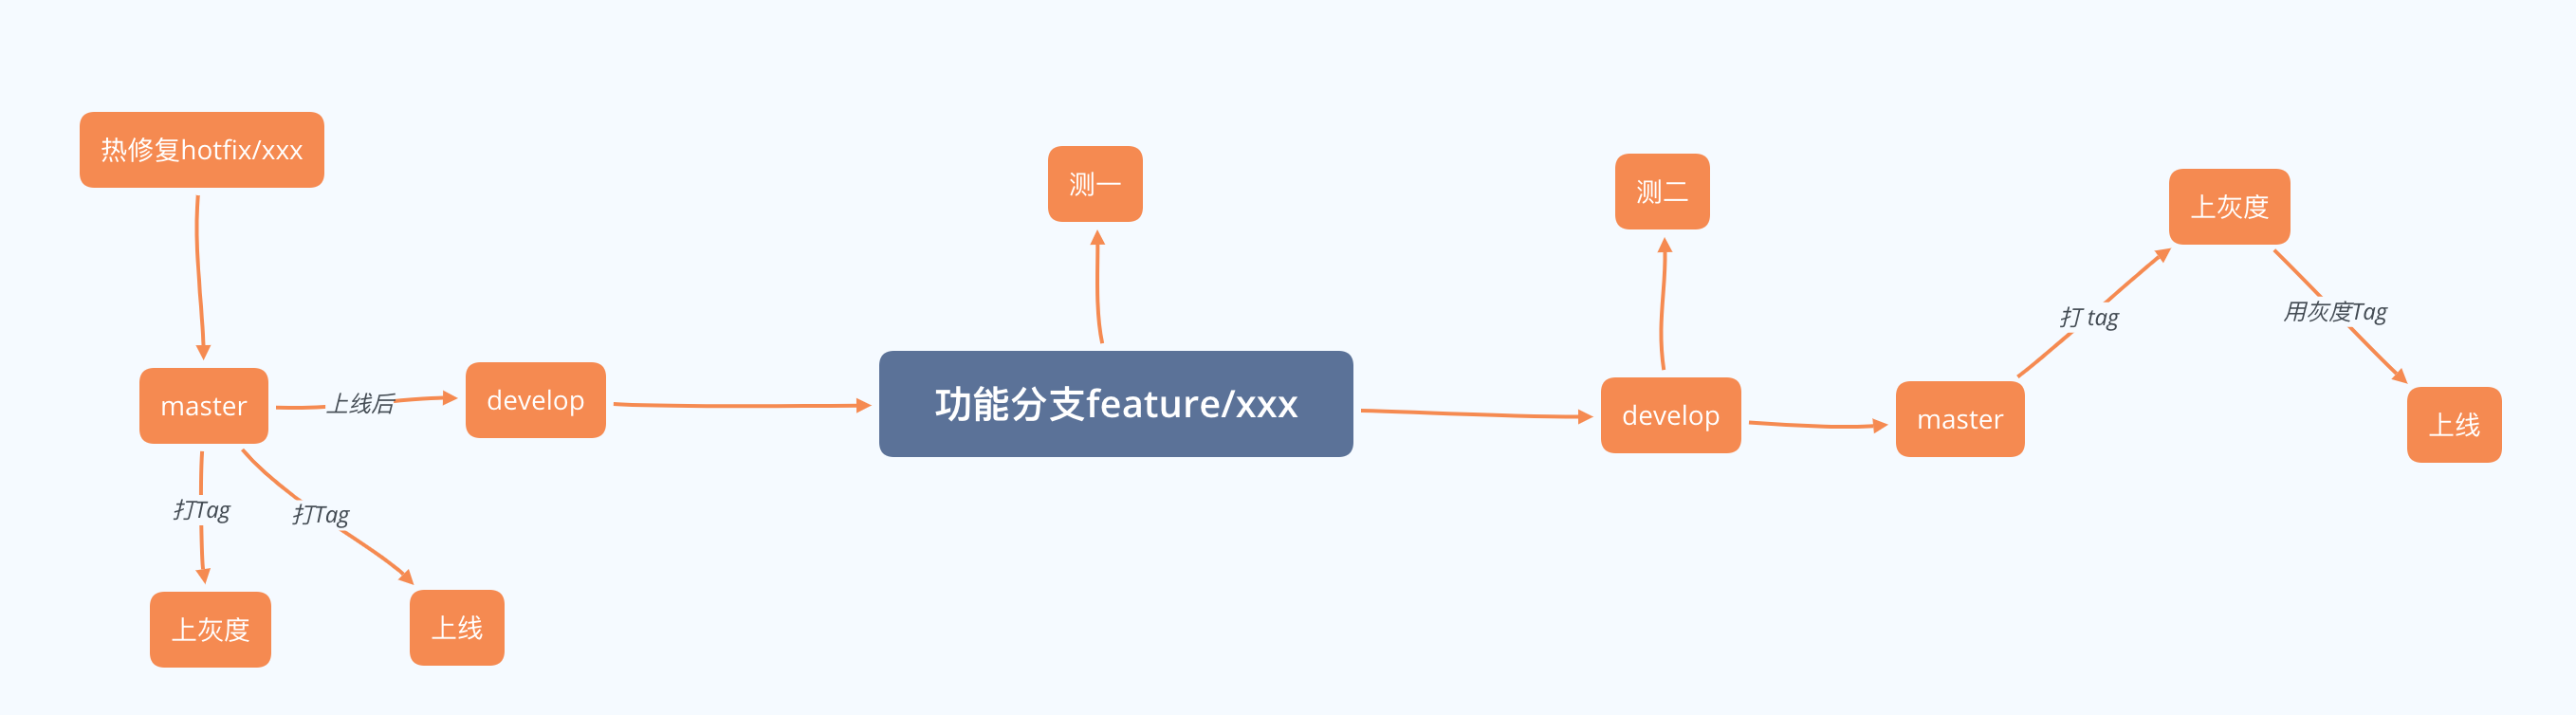 热修复hotfix/xxx
master
上线后
develop
打Tag
打Tag
上灰度
上线
测一
功能分支feature/xxx
测二
develop
master
打 tag
上灰度
用灰度Tag
上线